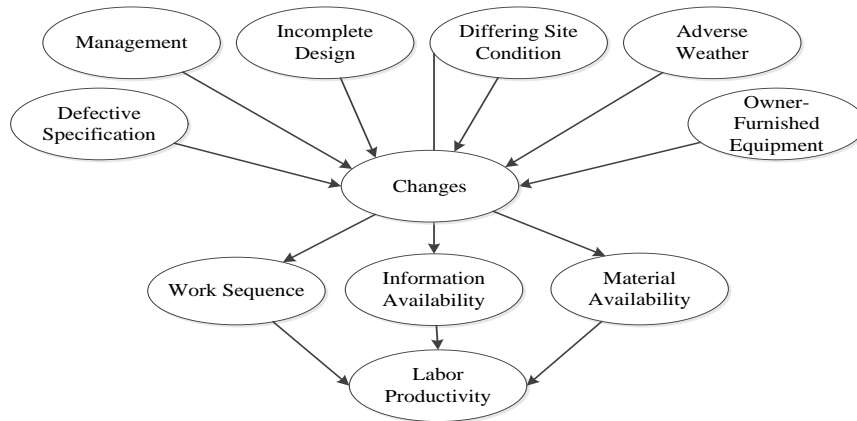 Management
Incomplete
Design
Differing Site
Condition
Adverse
Weather
Defective
Specification
Owner-
Furnished
Equipment
Changes
Work Sequence
Information
Availability
Material
Availability
Labor
Productivity